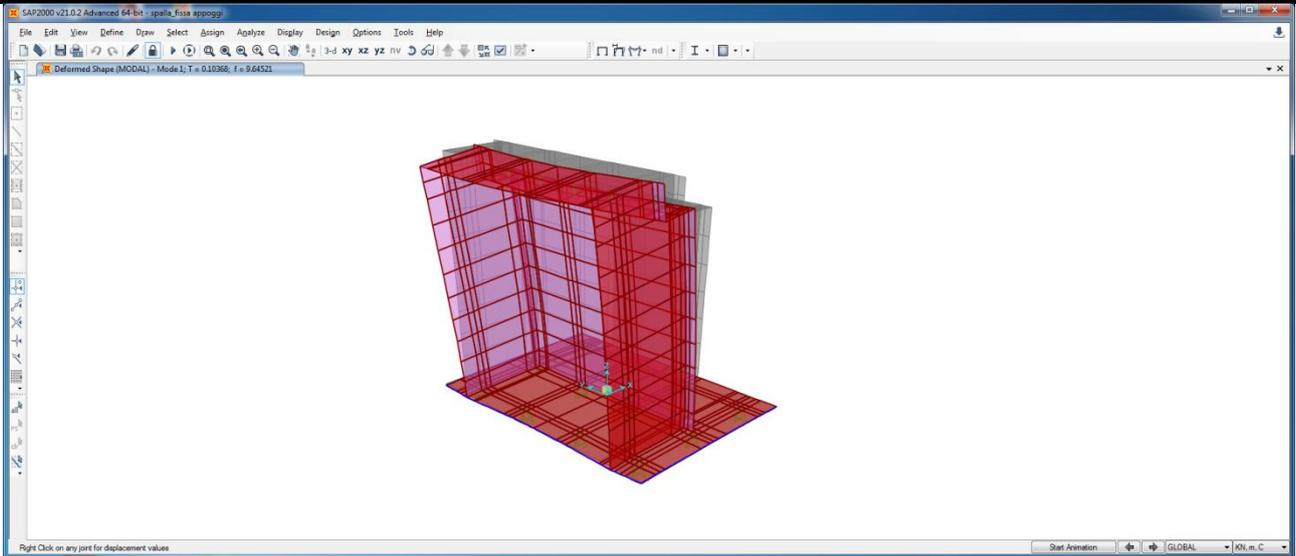 SAP2000 v21.0.2 Advanced 64-bit - spalla_fissa appoggi
File Edit View Define Draw Select Assign Analyze Display Design Options Tools Help
3-d xy xz yz nv nd
Deformed Shape (MODAL) - Mode 1; T = 0.10368; f = 9.64521
Right Click on any joint for displacement values
Start Animation GLOBAL KN, m, C